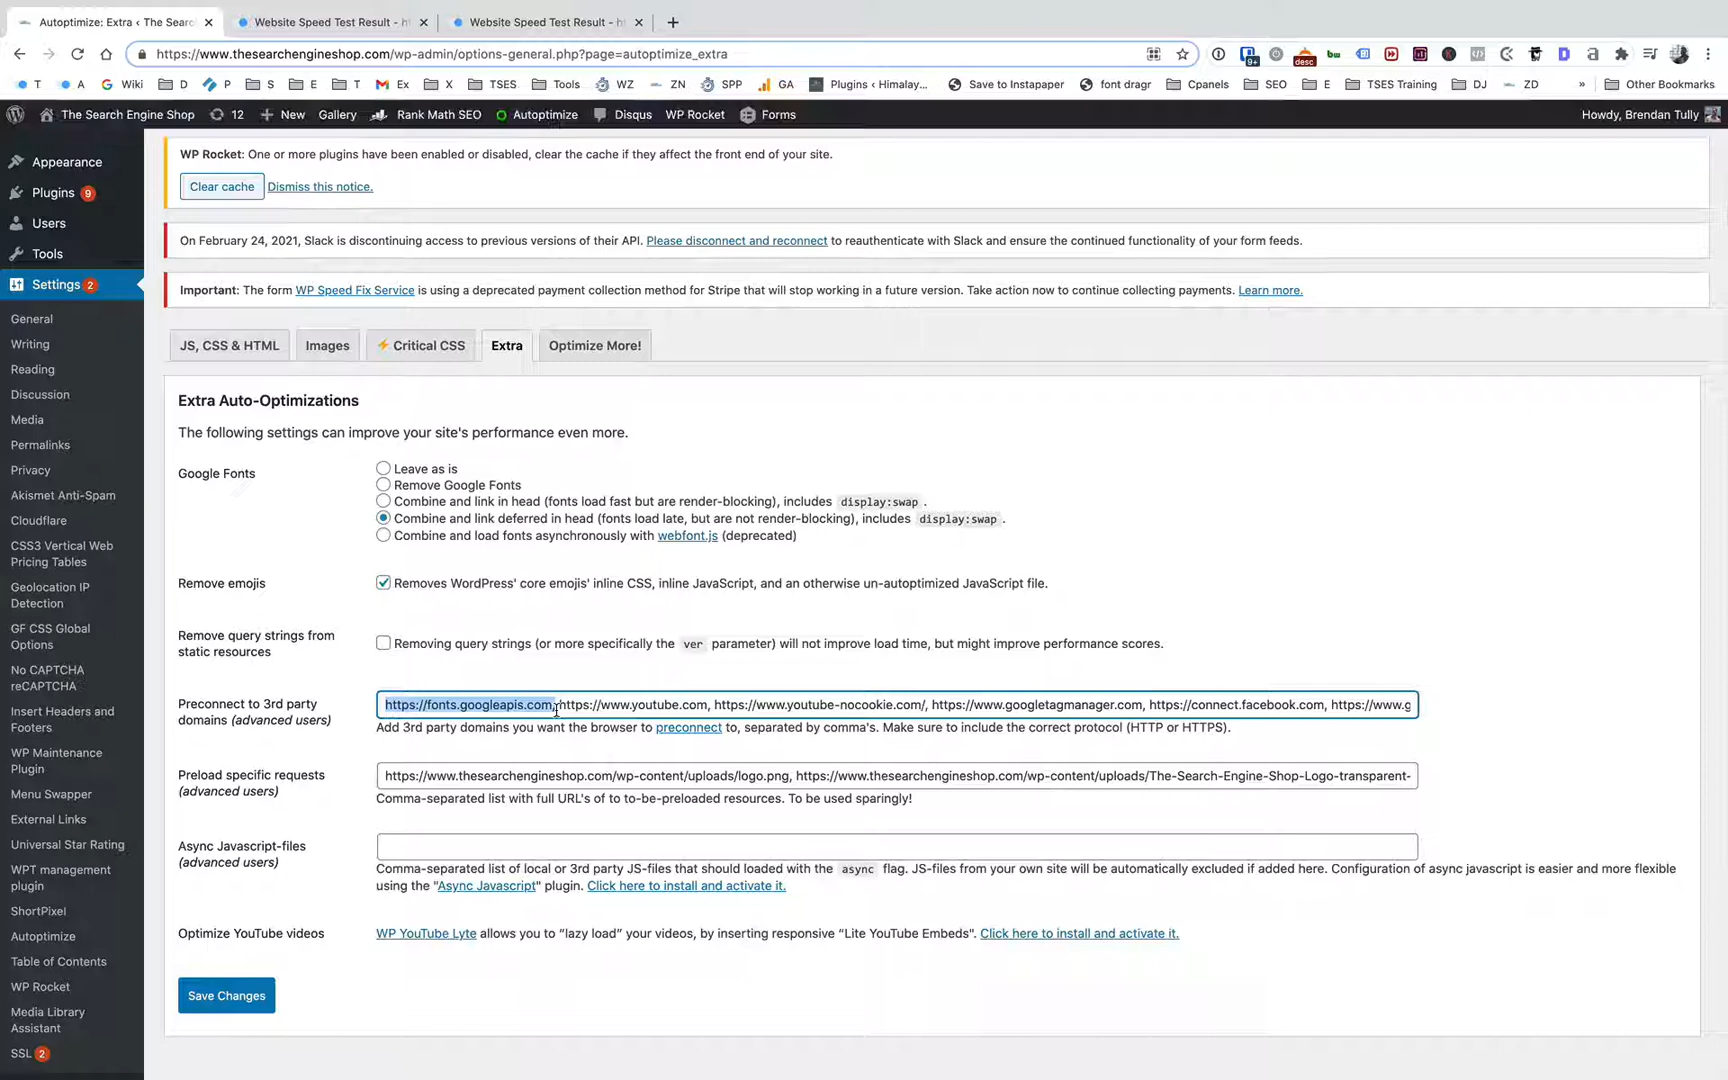 Autoptimize: Extra ‹ The Searc
Website Speed Test Result - h
Website Speed Test Result - h
https://www.thesearchengineshop.com/wp-admin/options-general.php?page=autoptimize_extra
T A Wiki D P S E T Ex X TSES Tools WZ ZN SPP GA Plugins ‹ Himalay... Save to Instapaper font dragr Cpanels SEO E TSES Training DJ ZD » Other Bookmarks
The Search Engine Shop 12 New Gallery Rank Math SEO Autoptimize Disqus WP Rocket Forms Howdy, Brendan Tully
Appearance
Plugins 9
Users
Tools
Settings 2
General
Writing
Reading
Discussion
Media
Permalinks
Privacy
Akismet Anti-Spam
Cloudflare
CSS3 Vertical Web
Pricing Tables
Geolocation IP
Detection
GF CSS Global
Options
No CAPTCHA
reCAPTCHA
Insert Headers and
Footers
WP Maintenance
Plugin
Menu Swapper
External Links
Universal Star Rating
WPT management
plugin
ShortPixel
Autoptimize
Table of Contents
WP Rocket
Media Library
Assistant
SSL 2
WP Rocket: One or more plugins have been enabled or disabled, clear the cache if they affect the front end of your site.
Clear cache Dismiss this notice.
On February 24, 2021, Slack is discontinuing access to previous versions of their API. Please disconnect and reconnect to reauthenticate with Slack and ensure the continued functionality of your form feeds.
Important: The form WP Speed Fix Service is using a deprecated payment collection method for Stripe that will stop working in a future version. Take action now to continue collecting payments. Learn more.
JS, CSS & HTML Images Critical CSS Extra Optimize More!
Extra Auto-Optimizations
The following settings can improve your site's performance even more.
Google Fonts
Leave as is
Remove Google Fonts
Combine and link in head (fonts load fast but are render-blocking), includes display:swap .
Combine and link deferred in head (fonts load late, but are not render-blocking), includes display:swap .
Combine and load fonts asynchronously with webfont.js (deprecated)
Remove emojis
Removes WordPress' core emojis' inline CSS, inline JavaScript, and an otherwise un-autoptimized JavaScript file.
Remove query strings from
static resources
Removing query strings (or more specifically the ver parameter) will not improve load time, but might improve performance scores.
Preconnect to 3rd party
domains (advanced users)
https://fonts.googleapis.com, https://www.youtube.com, https://www.youtube-nocookie.com/, https://www.googletagmanager.com, https://connect.facebook.com, https://www.g
Add 3rd party domains you want the browser to preconnect to, separated by comma's. Make sure to include the correct protocol (HTTP or HTTPS).
Preload specific requests
(advanced users)
https://www.thesearchengineshop.com/wp-content/uploads/logo.png, https://www.thesearchengineshop.com/wp-content/uploads/The-Search-Engine-Shop-Logo-transparent-
Comma-separated list with full URL's of to to-be-preloaded resources. To be used sparingly!
Async Javascript-files
(advanced users)
Comma-separated list of local or 3rd party JS-files that should loaded with the async flag. JS-files from your own site will be automatically excluded if added here. Configuration of async javascript is easier and more flexible
using the "Async Javascript" plugin. Click here to install and activate it.
Optimize YouTube videos
WP YouTube Lyte allows you to “lazy load” your videos, by inserting responsive “Lite YouTube Embeds". Click here to install and activate it.
Save Changes